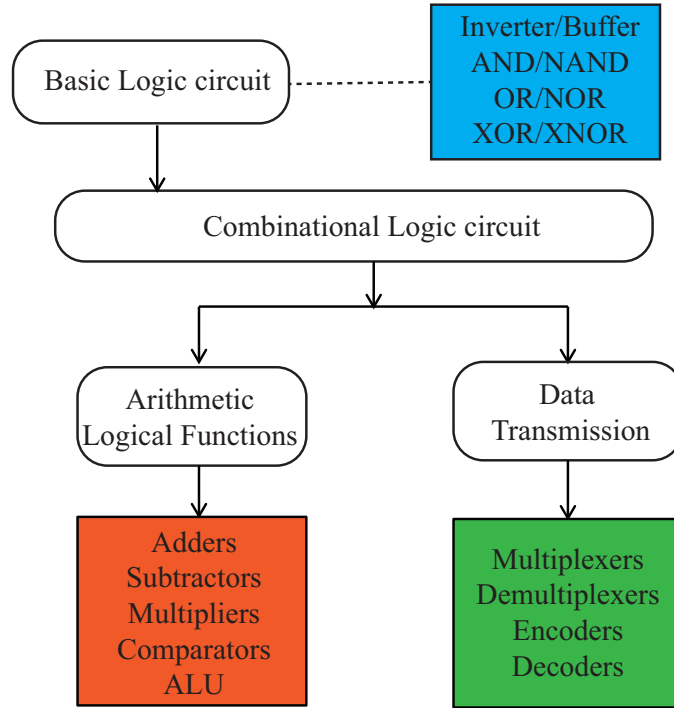 Basic Logic circuit
Inverter/Buffer
AND/NAND
OR/NOR
XOR/XNOR
Combinational Logic circuit
Arithmetic
Logical Functions
Data
Transmission
Adders
Subtractors
Multipliers
Comparators
ALU
Multiplexers
Demultiplexers
Encoders
Decoders